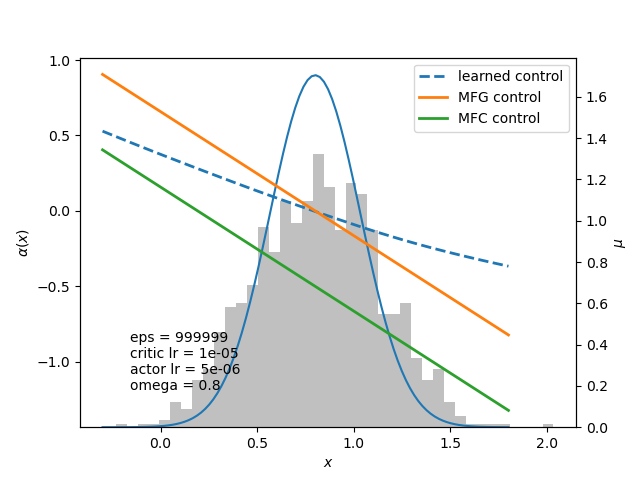 learned control
MFG control
MFC control
1.0
0.5
0.0
−0.5
−1.0
α(x)
1.6
1.4
1.2
1.0
0.8
0.6
0.4
0.2
0.0
μ
eps = 999999
critic lr = 1e-05
actor lr = 5e-06
omega = 0.8
0.0 0.5 1.0 1.5 2.0
x